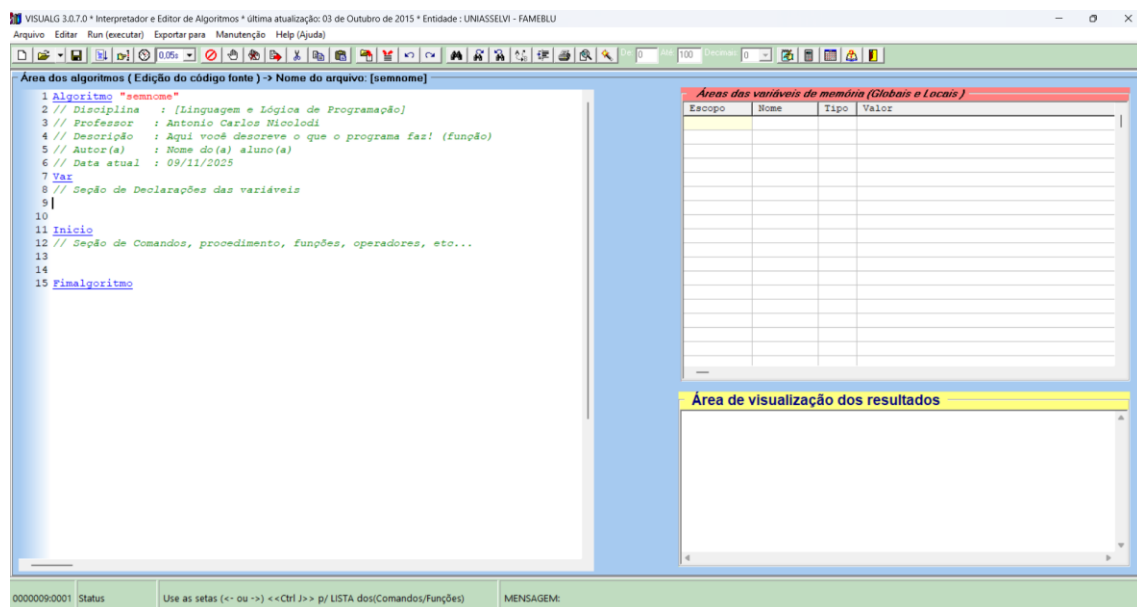 VISUALG 3.0.7.0 * Interpretador e Editor de Algoritmos * última atualização: 03 de Outubro de 2015 * Entidade : UNIASSELVI - FAMEBLU
Arquivo Editar Run (executar) Exportar para Manutenção Help (Ajuda)
0.05s De: 0 Até: 100 Decimais: 0
Área dos algoritmos ( Edição do código fonte ) -> Nome do arquivo: [semnome]
1 Algoritmo "semnome"
2 // Disciplina : [Linguagem e Lógica de Programação]
3 // Professor : Antonio Carlos Nicolodi
4 // Descrição : Aqui você descreve o que o programa faz! (função)
5 // Autor(a) : Nome do(a) aluno(a)
6 // Data atual : 09/11/2025
7 Var
8 // Seção de Declarações das variáveis
9
10
11 Inicio
12 // Seção de Comandos, procedimento, funções, operadores, etc...
13
14
15 Fimalgoritmo
Áreas das variáveis de memória (Globais e Locais )
Escopo Nome Tipo Valor
Área de visualização dos resultados
0000009:0001 Status Use as setas (<- ou ->) <<Ctrl J>> p/ LISTA dos(Comandos/Funções) MENSAGEM: